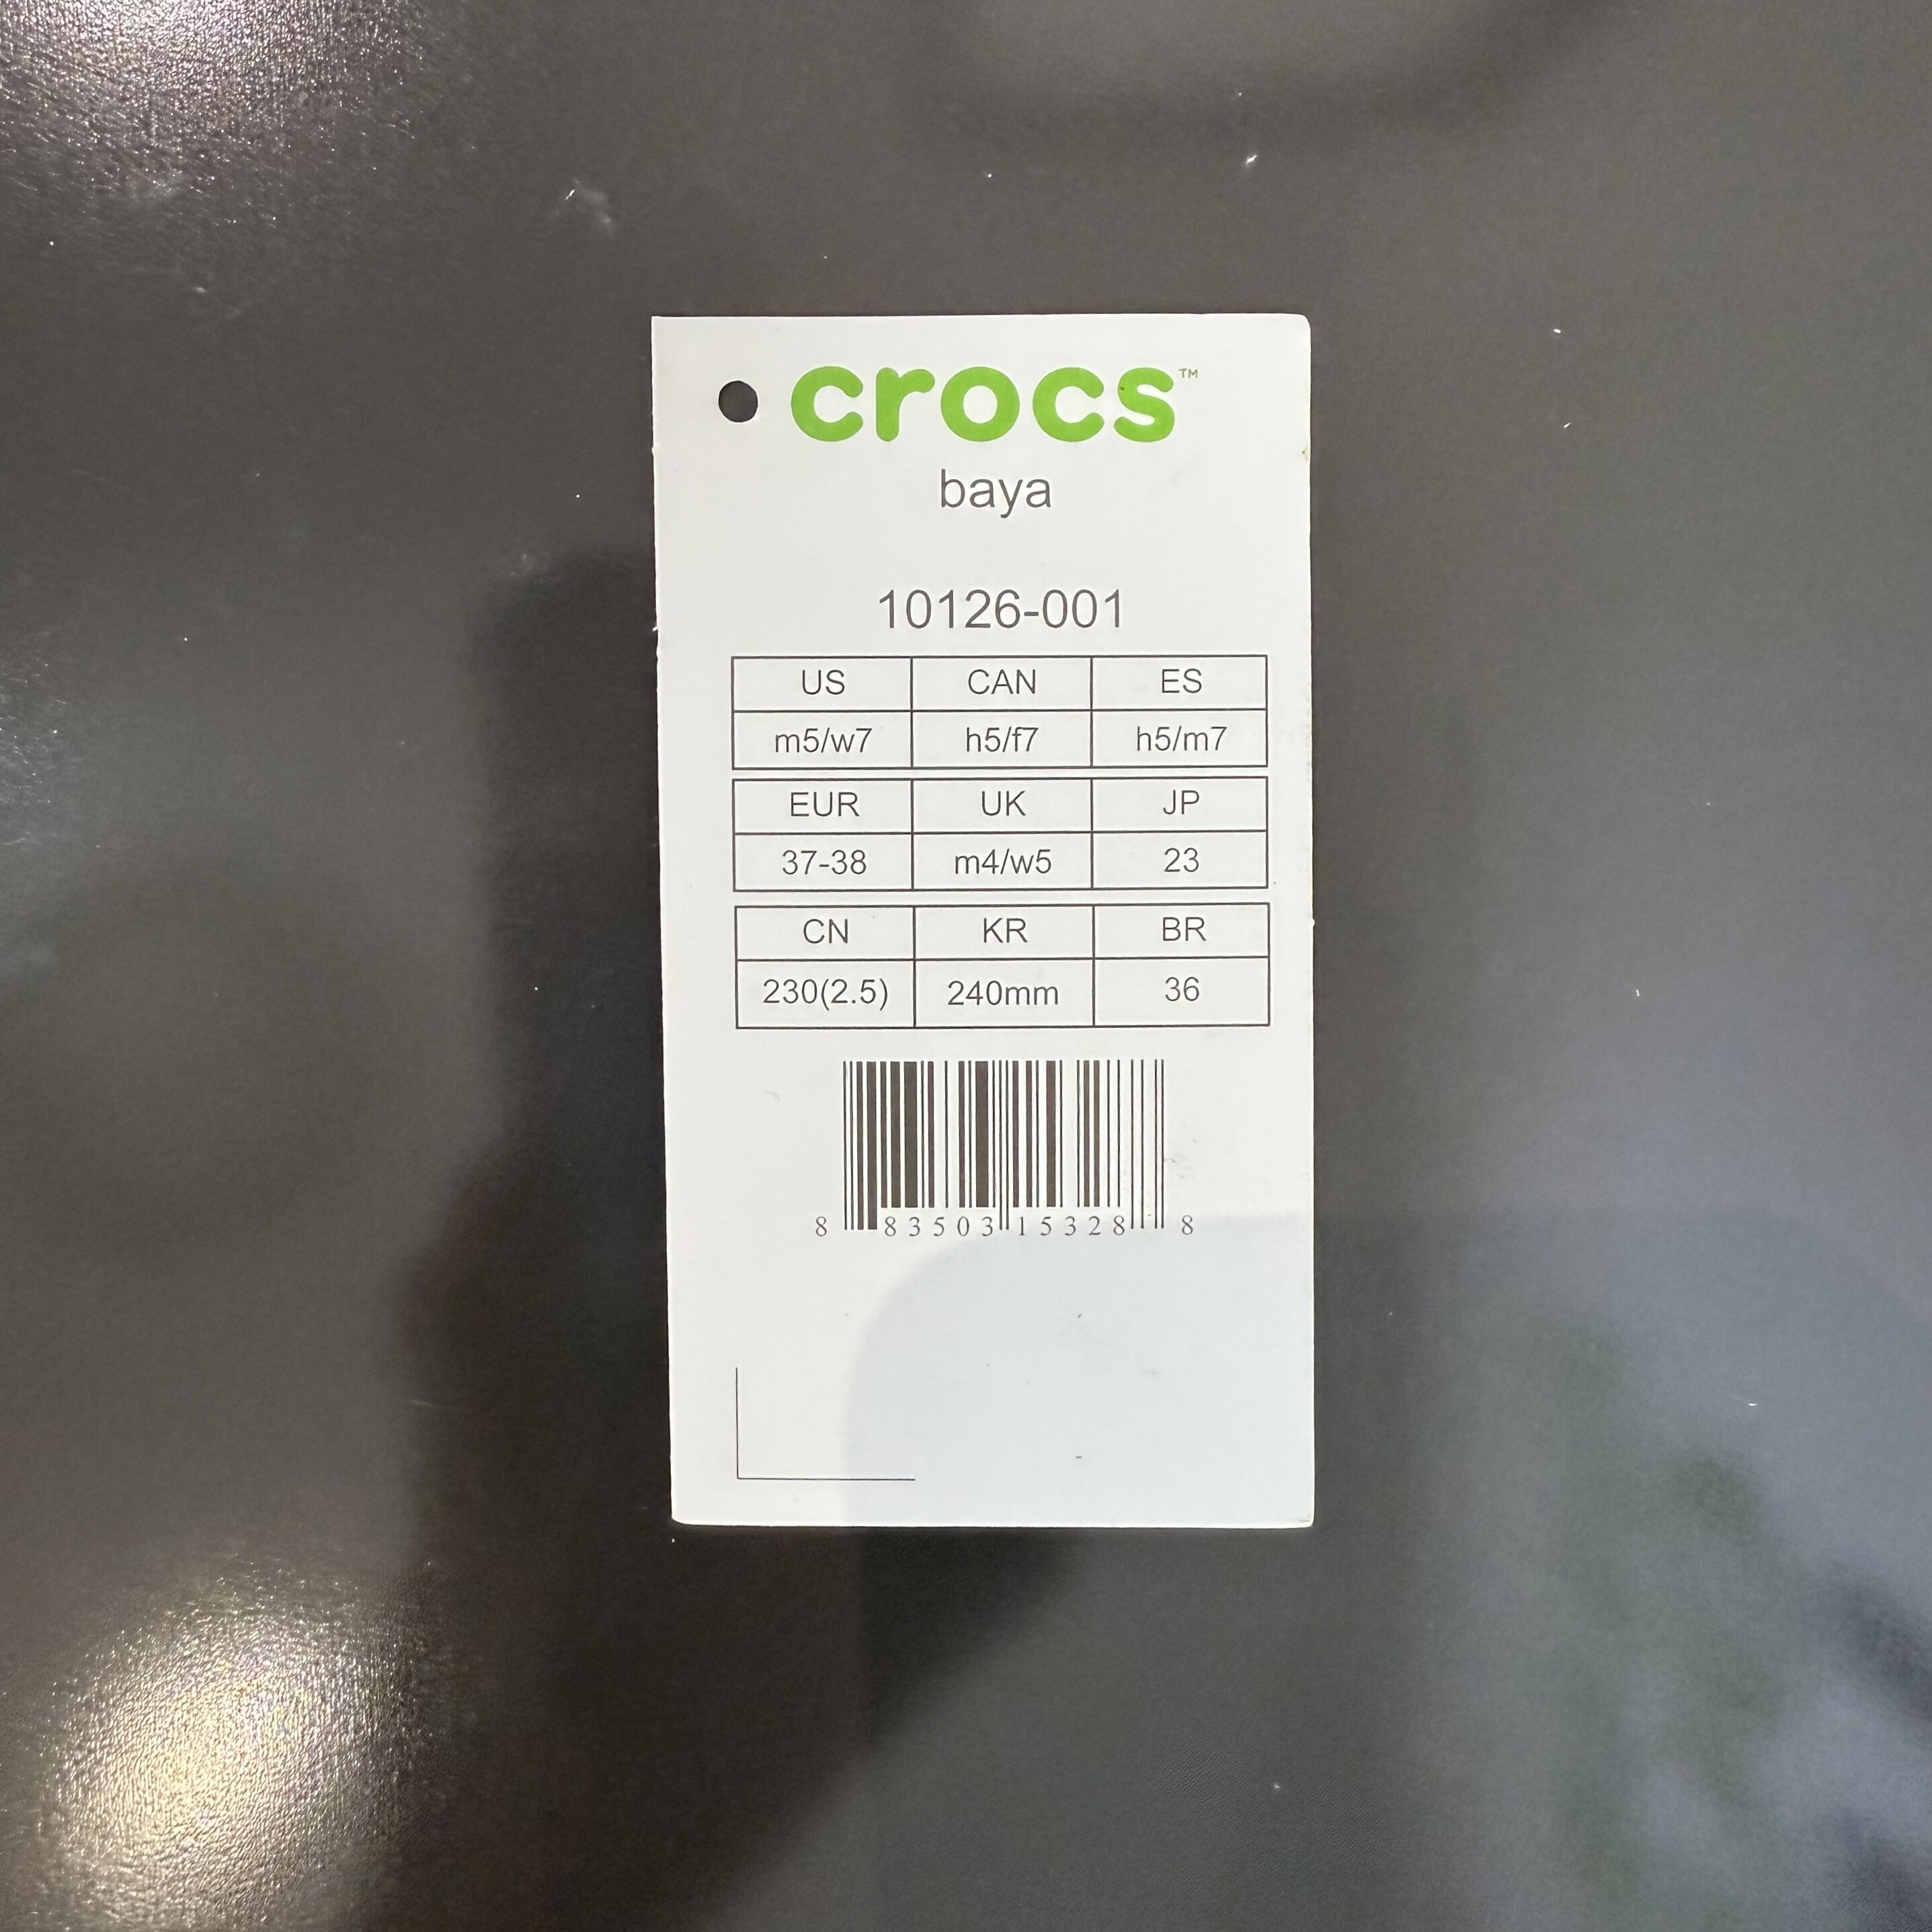 crocs™
baya
10126-001
US CAN ES
m5/w7 h5/f7 h5/m7
EUR UK JP
37-38 m4/w5 23
CN KR BR
230(2.5) 240mm 36
8 83503 15328 8